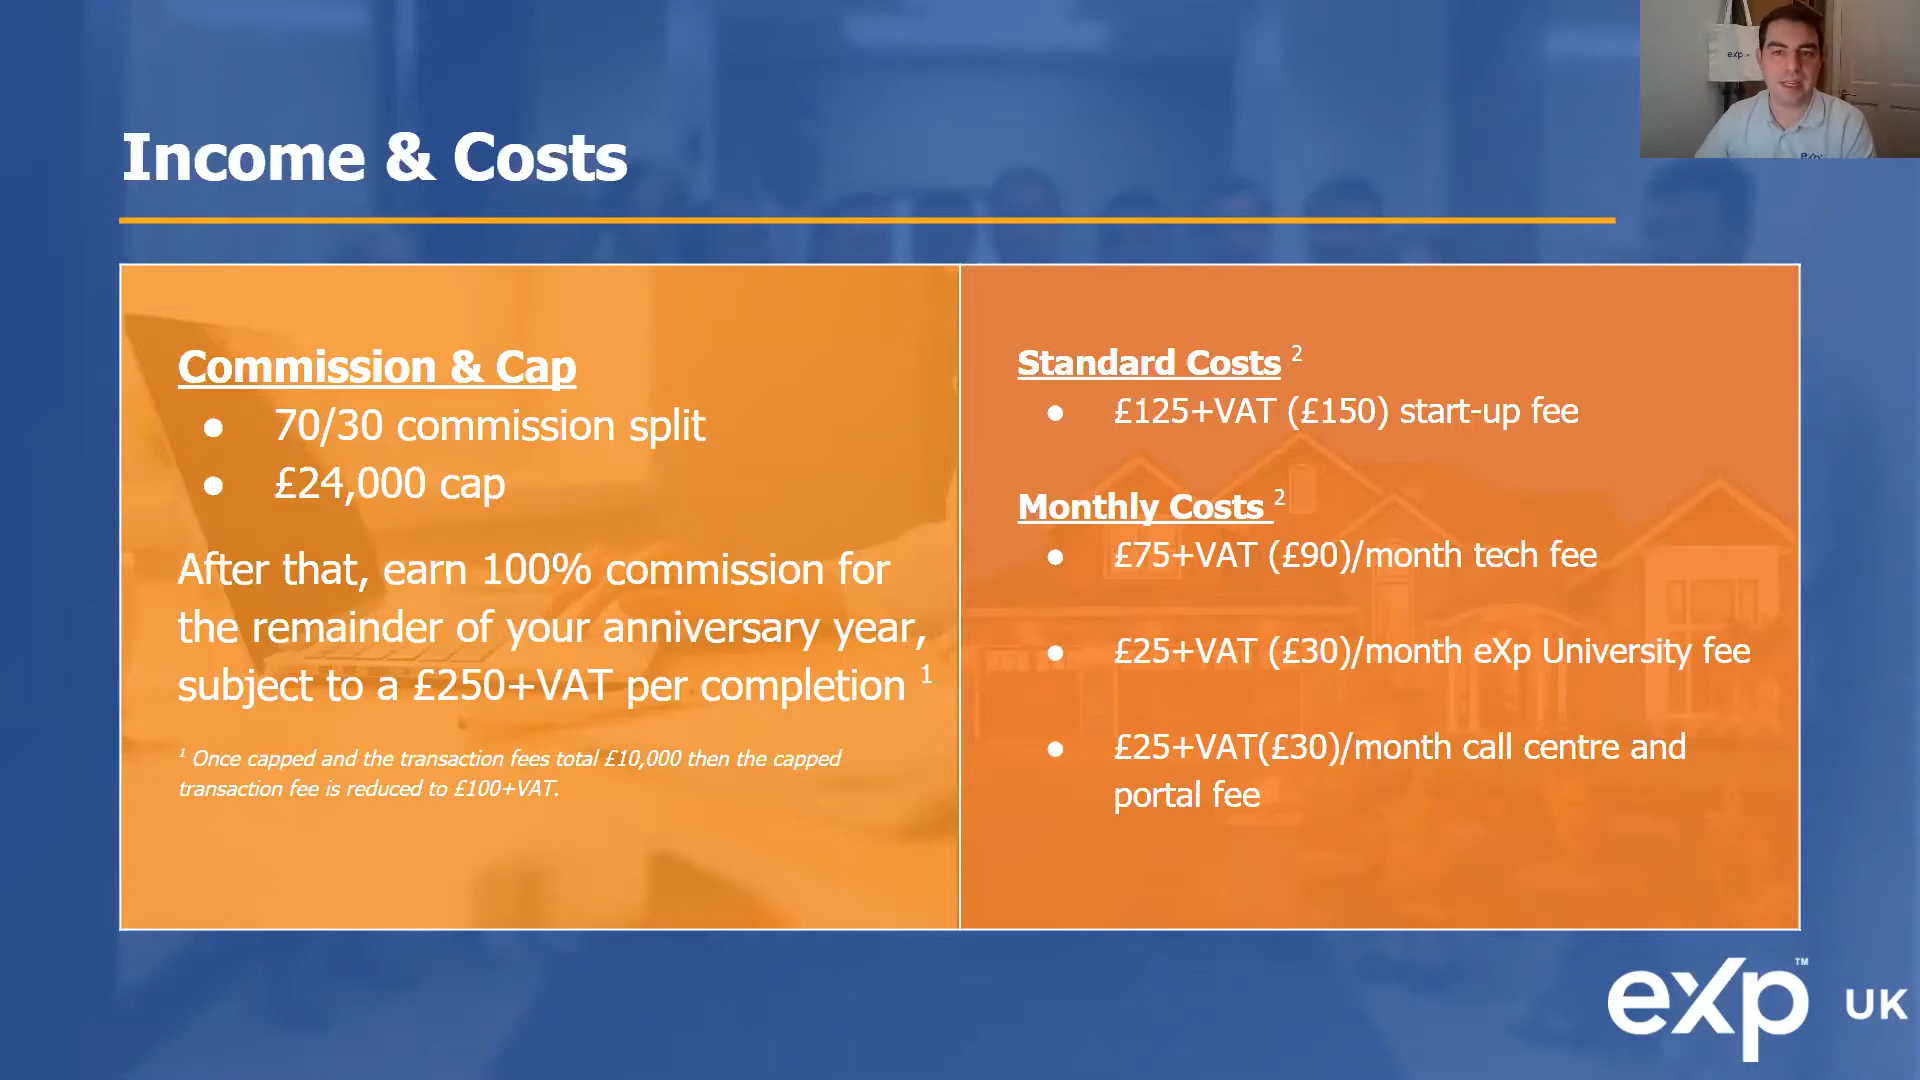 Income & Costs
Commission & Cap
● 70/30 commission split
● £24,000 cap
After that, earn 100% commission for
the remainder of your anniversary year,
subject to a £250+VAT per completion ¹
¹ Once capped and the transaction fees total £10,000 then the capped
transaction fee is reduced to £100+VAT.
Standard Costs ²
● £125+VAT (£150) start-up fee
Monthly Costs ²
● £75+VAT (£90)/month tech fee
● £25+VAT (£30)/month eXp University fee
● £25+VAT(£30)/month call centre and
portal fee
eXp™ UK
eXp
eXp